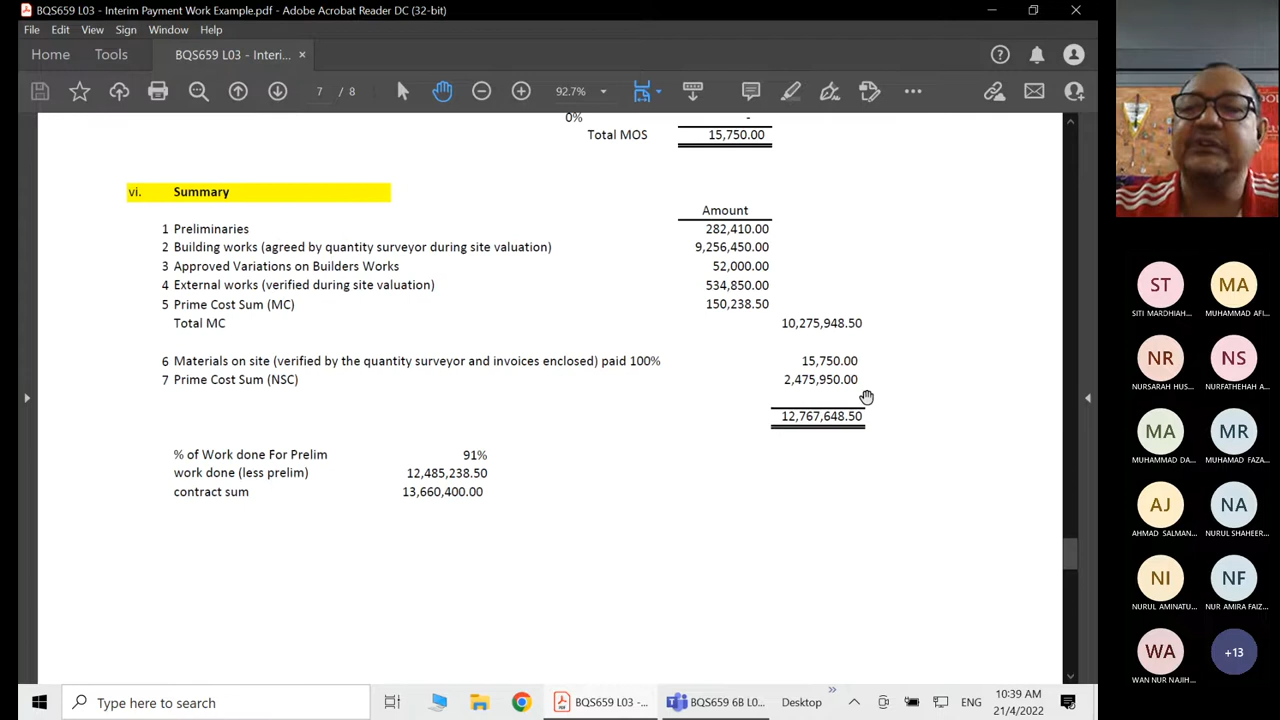 BQS659 L03 - Interim Payment Work Example.pdf - Adobe Acrobat Reader DC (32-bit)
File Edit View Sign Window Help
Home Tools BQS659 L03 - Interi... ×
7 / 8 92.7%
0% -
Total MOS 15,750.00
vi. Summary
Amount
1 Preliminaries 282,410.00
2 Building works (agreed by quantity surveyor during site valuation) 9,256,450.00
3 Approved Variations on Builders Works 52,000.00
4 External works (verified during site valuation) 534,850.00
5 Prime Cost Sum (MC) 150,238.50
Total MC 10,275,948.50
6 Materials on site (verified by the quantity surveyor and invoices enclosed) paid 100% 15,750.00
7 Prime Cost Sum (NSC) 2,475,950.00
12,767,648.50
% of Work done For Prelim 91%
work done (less prelim) 12,485,238.50
contract sum 13,660,400.00
ST MA
SITI MARDHIAH... MUHAMMAD AFI...
NR NS
NURSARAH HUS... NURFATHEHAH A...
MA MR
MUHAMMAD DA... MUHAMAD FAZA...
AJ NA
AHMAD SALMAN... NURUL SHAHEER...
NI NF
NURUL AMINATU... NUR AMIRA FAIZ...
WA +13
WAN NUR NAJIH...
Type here to search BQS659 L03 -... BQS659 6B L0... Desktop » ENG 10:39 AM
21/4/2022